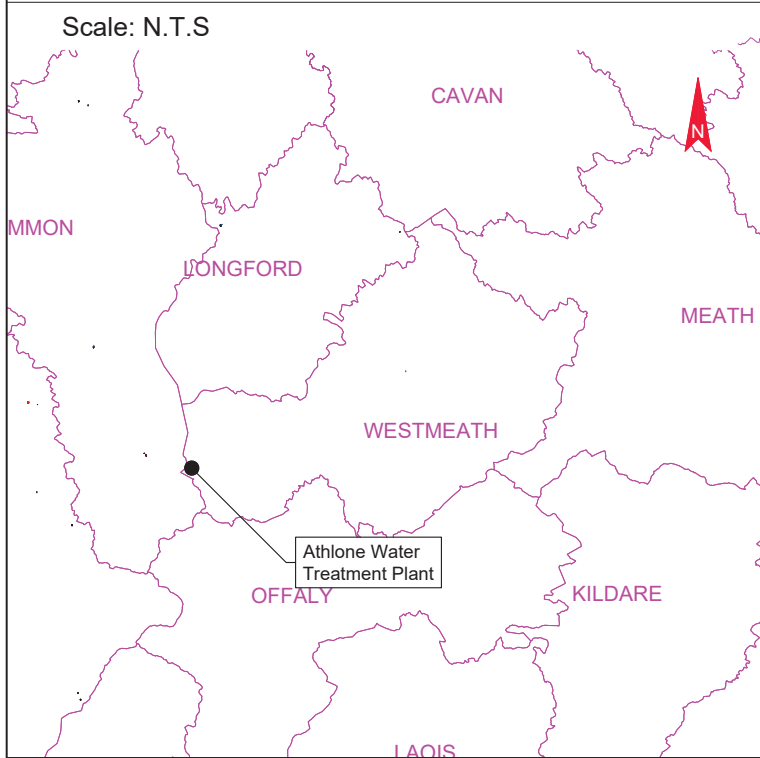 Scale: N.T.S
CAVAN
N
MMON
LONGFORD
MEATH
WESTMEATH
Athlone Water
Treatment Plant
OFFALY
KILDARE
LAOIS